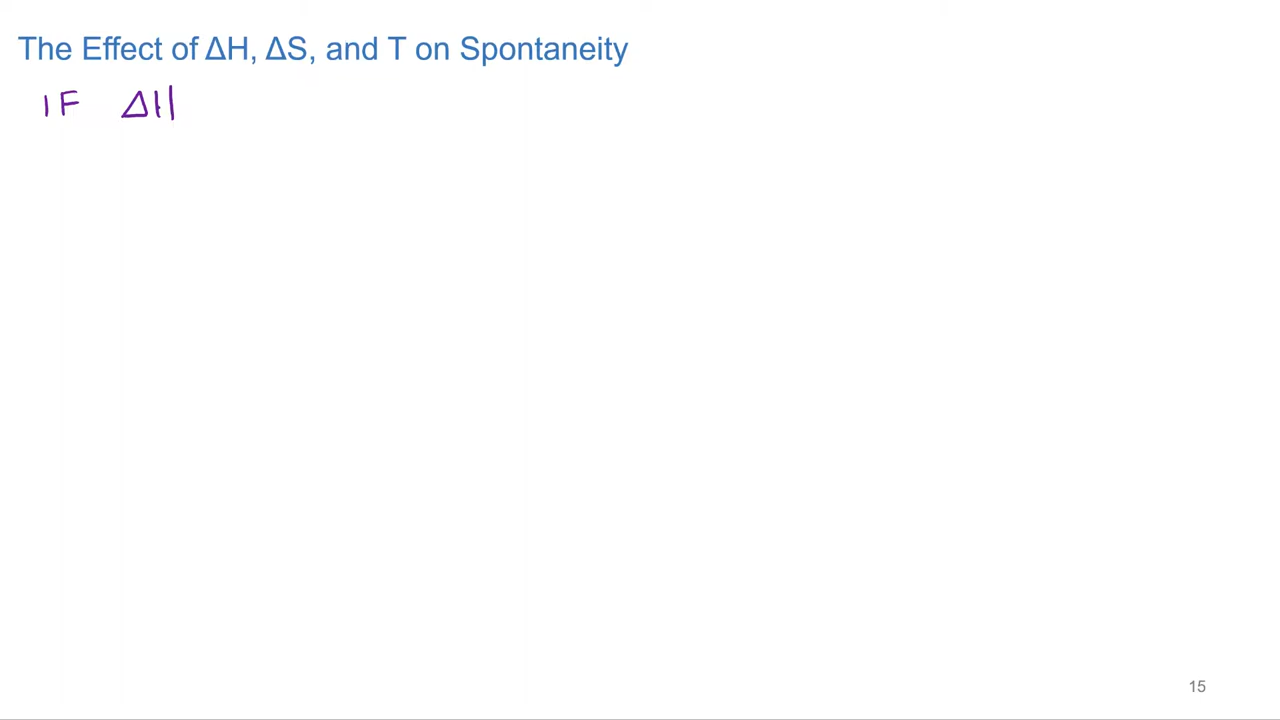 The Effect of ΔH, ΔS, and T on Spontaneity
IF ΔH
15